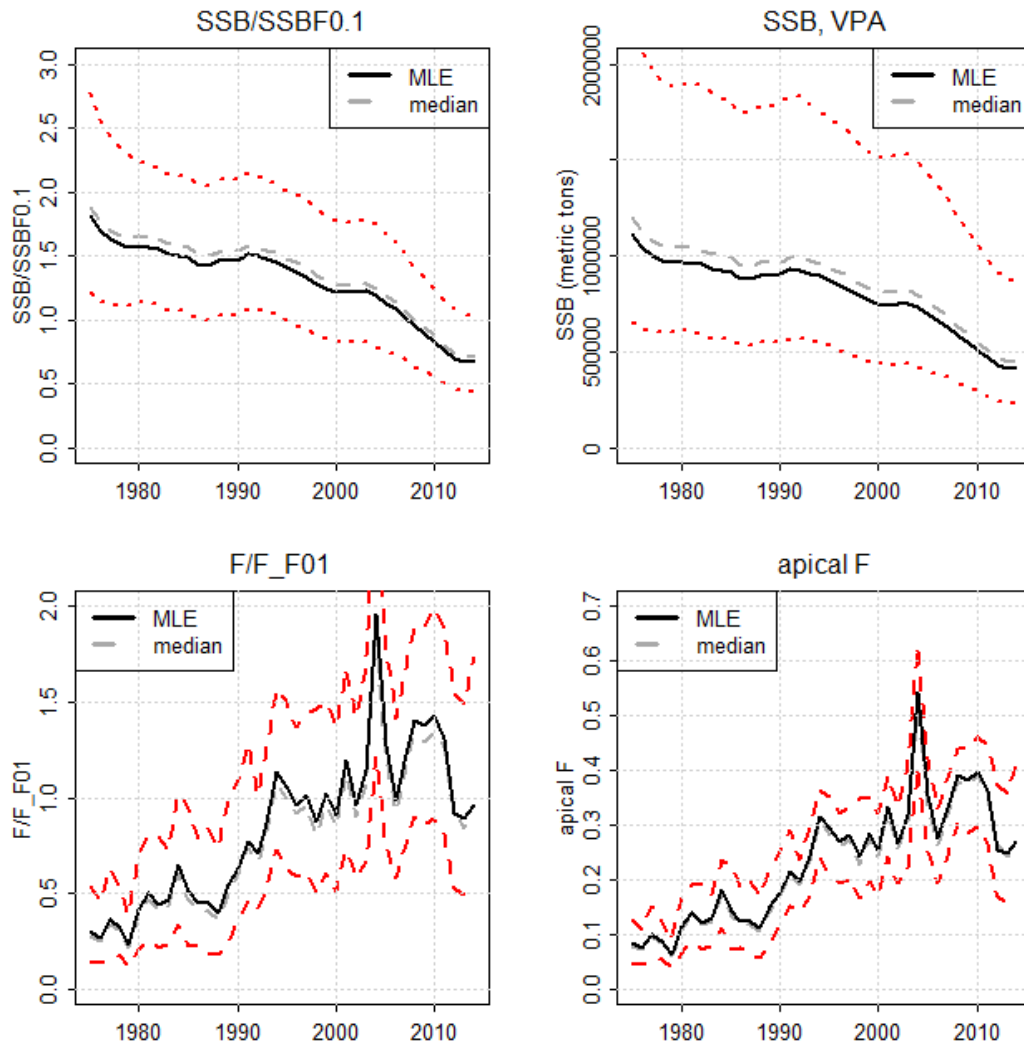 SSB/SSBF0.1
SSB/SSBF0.1
3.0
2.5
2.0
1.5
1.0
0.5
0.0
MLE
median
1980 1990 2000 2010
SSB, VPA
SSB (metric tons)
2000000
1000000
500000
0
MLE
median
1980 1990 2000 2010
F/F_F01
F/F_F01
2.0
1.5
1.0
0.5
0.0
MLE
median
1980 1990 2000 2010
apical F
apical F
0.7
0.6
0.5
0.4
0.3
0.2
0.1
0.0
MLE
median
1980 1990 2000 2010